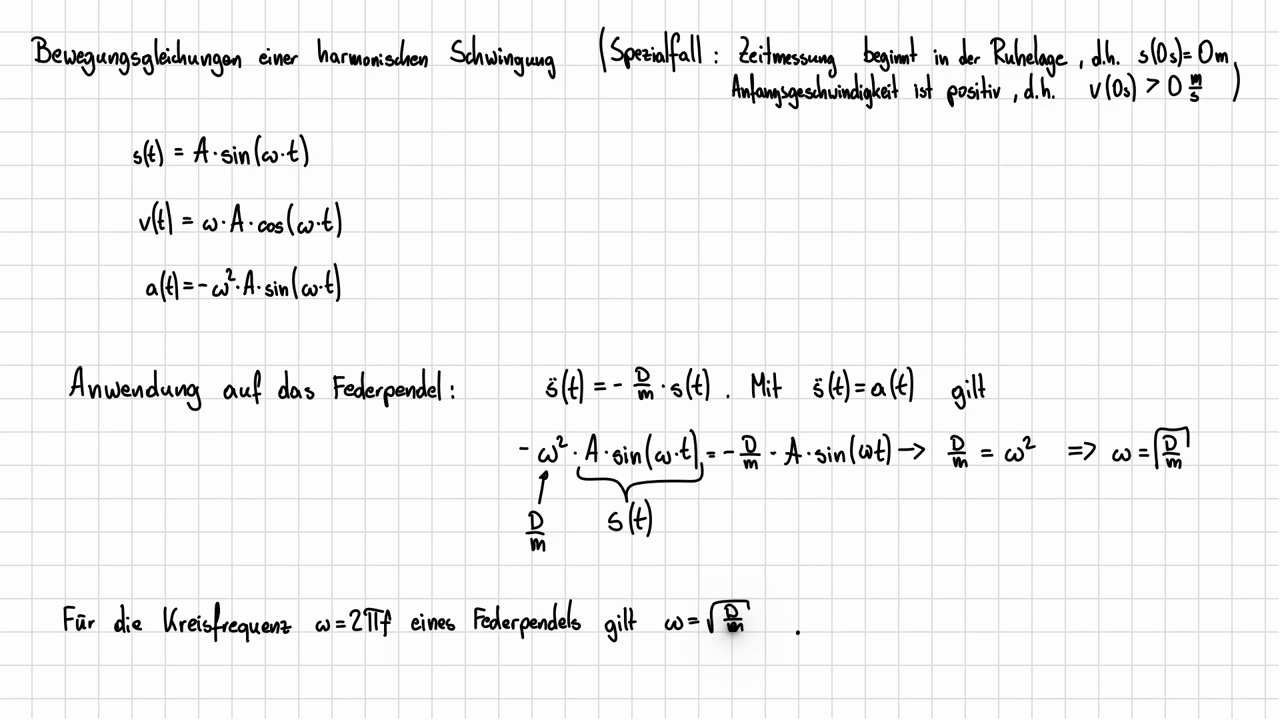 Bewegungsgleichungen einer harmonischen Schwingung (Spezialfall: Zeitmessung beginnt in der Ruhelage, d.h. s(0s)=0m,
Anfangsgeschwindigkeit ist positiv, d.h. v(0s) > 0 m/s)
s(t) = A·sin(ω·t)
v(t) = ω·A·cos(ω·t)
a(t) = -ω²·A·sin(ω·t)
Anwendung auf das Federpendel: s̈(t) = - D/m · s(t). Mit s̈(t) = a(t) gilt
- ω² · A·sin(ω·t) = - D/m · A·sin(ωt) → D/m = ω² => ω = √(D/m)
D/m s(t)
Für die Kreisfrequenz ω=2πf eines Federpendels gilt ω=√(D/m) .